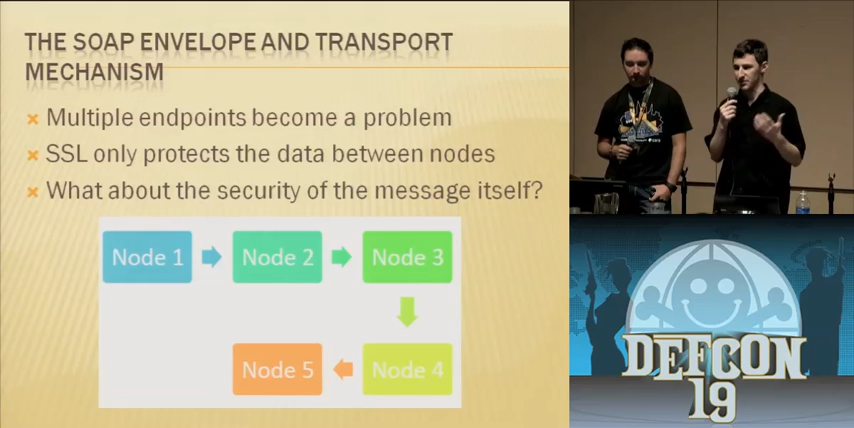 THE SOAP ENVELOPE AND TRANSPORT
MECHANISM
Multiple endpoints become a problem
SSL only protects the data between nodes
What about the security of the message itself?
Node 1
Node 2
Node 3
Node 5
Node 4
DEFCON
19